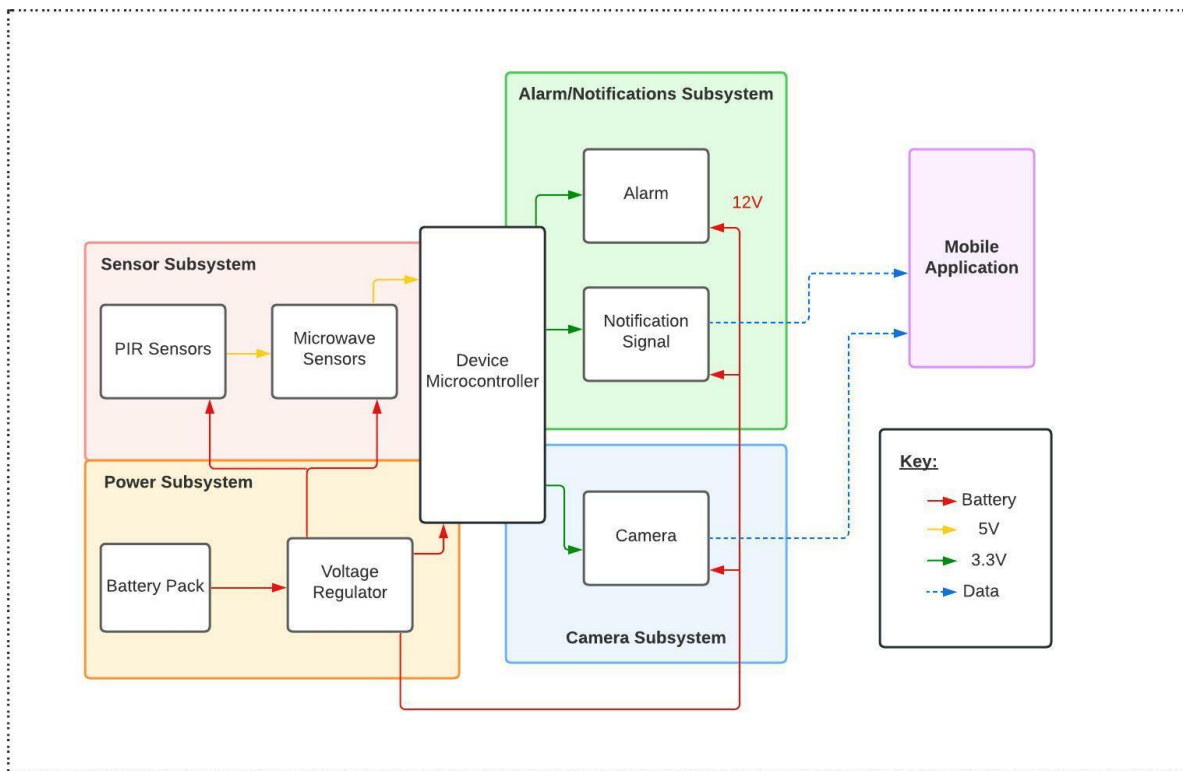 Alarm/Notifications Subsystem
Alarm
12V
Sensor Subsystem
Mobile
Application
PIR Sensors
Microwave
Sensors
Notification
Signal
Device
Microcontroller
Power Subsystem
Battery Pack
Voltage
Regulator
Camera
Camera Subsystem
Key:
Battery
5V
3.3V
Data